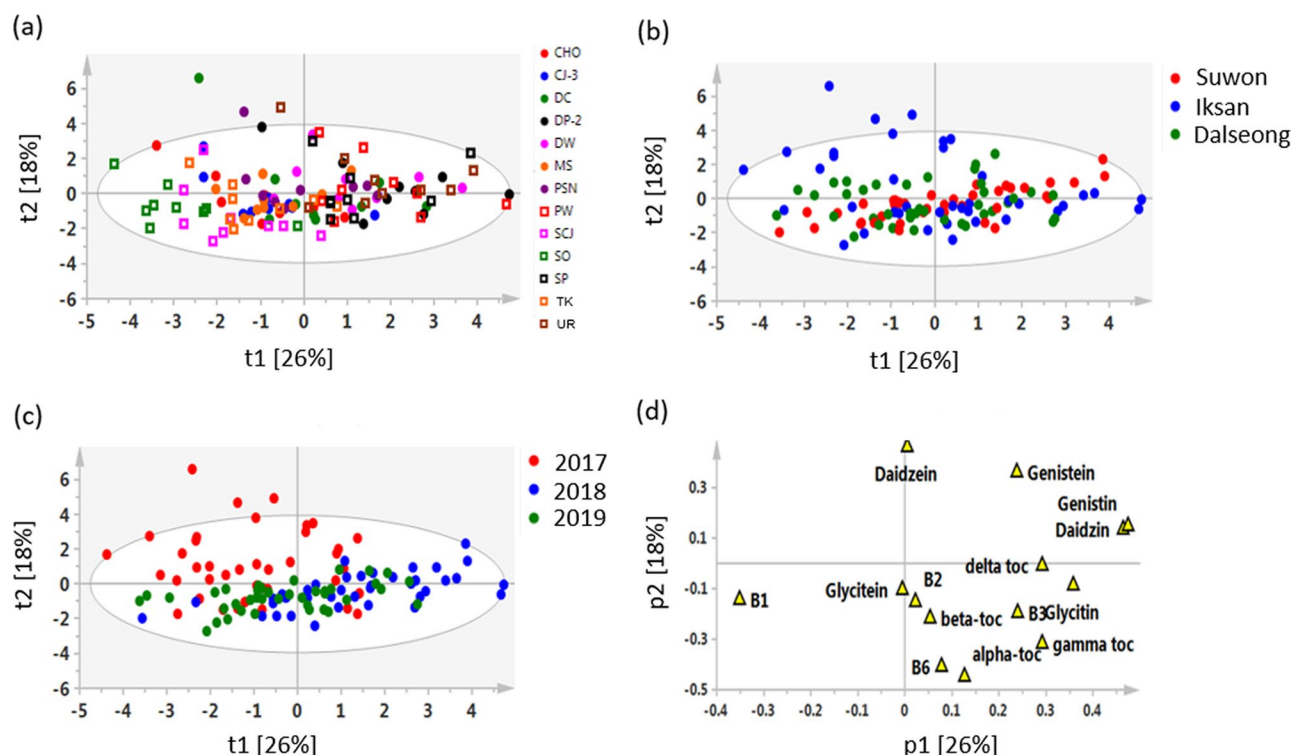 (a)
t2 [18%]
6
4
2
0
-2
-4
-6
-5 -4 -3 -2 -1 0 1 2 3 4
t1 [26%]
CHO
CJ-3
DC
DP-2
DW
MS
PSN
PW
SCJ
SO
SP
TK
UR
(b)
t2 [18%]
6
4
2
0
-2
-4
-6
-5 -4 -3 -2 -1 0 1 2 3 4
t1 [26%]
Suwon
Iksan
Dalseong
(c)
t2 [18%]
6
4
2
0
-2
-4
-6
-5 -4 -3 -2 -1 0 1 2 3 4
t1 [26%]
2017
2018
2019
(d)
p2 [18%]
0.3
0.1
-0.1
-0.3
-0.5
Daidzein
Genistein
Genistin
Daidzin
delta toc
Glycitein
B2
B1
beta-toc
B3Glycitin
gamma toc
alpha-toc
B6
-0.4 -0.3 -0.2 -0.1 0 0.1 0.2 0.3 0.4
p1 [26%]